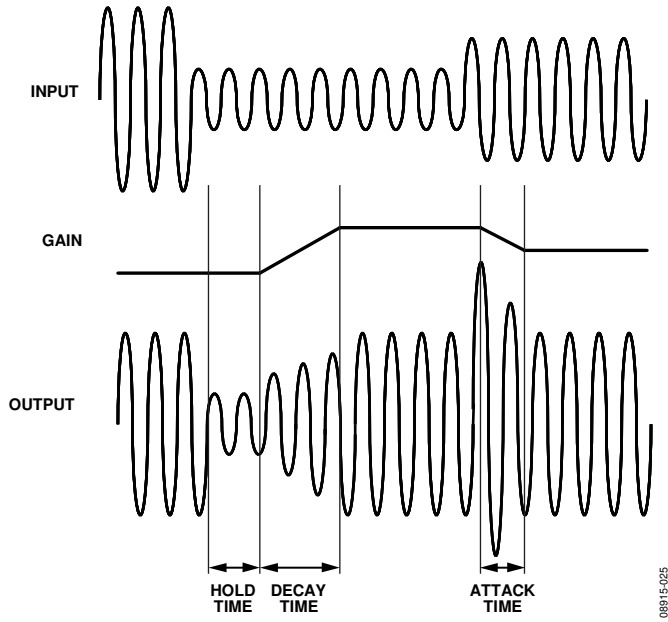 INPUT
GAIN
OUTPUT
HOLD
TIME
DECAY
TIME
ATTACK
TIME
08915-025